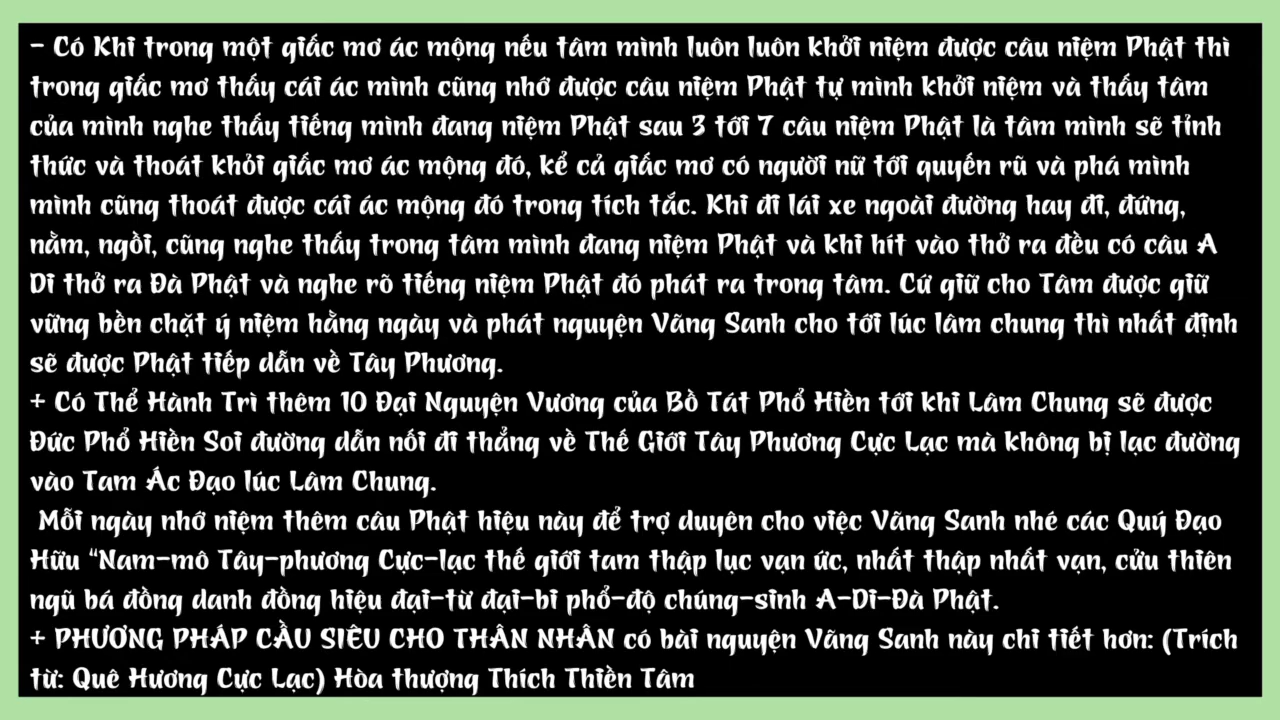 - Có Khi trong một giấc mơ ác mộng nếu tâm mình luôn luôn khởi niệm được câu niệm Phật thì
trong giấc mơ thấy cái ác mình cũng nhớ được câu niệm Phật tự mình khởi niệm và thấy tâm
của mình nghe thấy tiếng mình đang niệm Phật sau 3 tới 7 câu niệm Phật là tâm mình sẽ tỉnh
thức và thoát khỏi giấc mơ ác mộng đó, kể cả giấc mơ có người nữ tới quyến rũ và phá mình
mình cũng thoát được cái ác mộng đó trong tích tắc. Khi đi lái xe ngoài đường hay đi, đứng,
nằm, ngồi, cũng nghe thấy trong tâm mình đang niệm Phật và khi hít vào thở ra đều có câu A
Di thở ra Đà Phật và nghe rõ tiếng niệm Phật đó phát ra trong tâm. Cứ giữ cho Tâm được giữ
vững bền chặt ý niệm hằng ngày và phát nguyện Vãng Sanh cho tới lúc lâm chung thì nhất định
sẽ được Phật tiếp dẫn về Tây Phương.
+ Có Thể Hành Trì thêm 10 Đại Nguyện Vương của Bồ Tát Phổ Hiền tới khi Lâm Chung sẽ được
Đức Phổ Hiền Soi đường dẫn nối đi thẳng về Thế Giới Tây Phương Cực Lạc mà không bị lạc đường
vào Tam Ác Đạo lúc Lâm Chung.
Mỗi ngày nhớ niệm thêm câu Phật hiệu này để trợ duyên cho việc Vãng Sanh nhé các Quý Đạo
Hữu “Nam-mô Tây-phương Cực-lạc thế giới tam thập lục vạn ức, nhất thập nhất vạn, cửu thiên
ngũ bá đồng danh đồng hiệu đại-từ đại-bi phổ-độ chúng-sinh A-Di-Đà Phật.
+ PHƯƠNG PHÁP CẦU SIÊU CHO THÂN NHÂN có bài nguyện Vãng Sanh này chi tiết hơn: (Trích
từ: Quê Hương Cực Lạc) Hòa thượng Thích Thiền Tâm